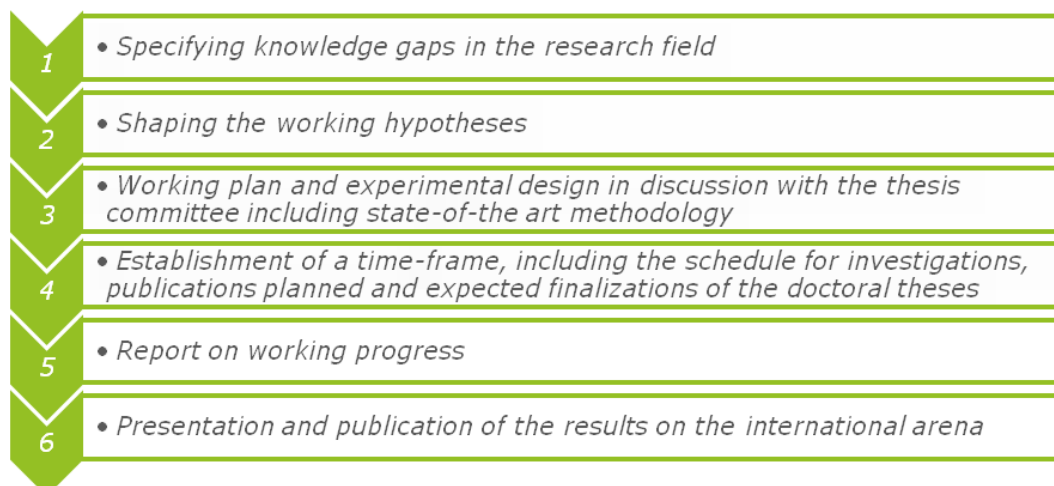 1
• Specifying knowledge gaps in the research field
2
• Shaping the working hypotheses
3
• Working plan and experimental design in discussion with the thesis
committee including state-of-the art methodology
4
• Establishment of a time-frame, including the schedule for investigations,
publications planned and expected finalizations of the doctoral theses
5
• Report on working progress
6
• Presentation and publication of the results on the international arena